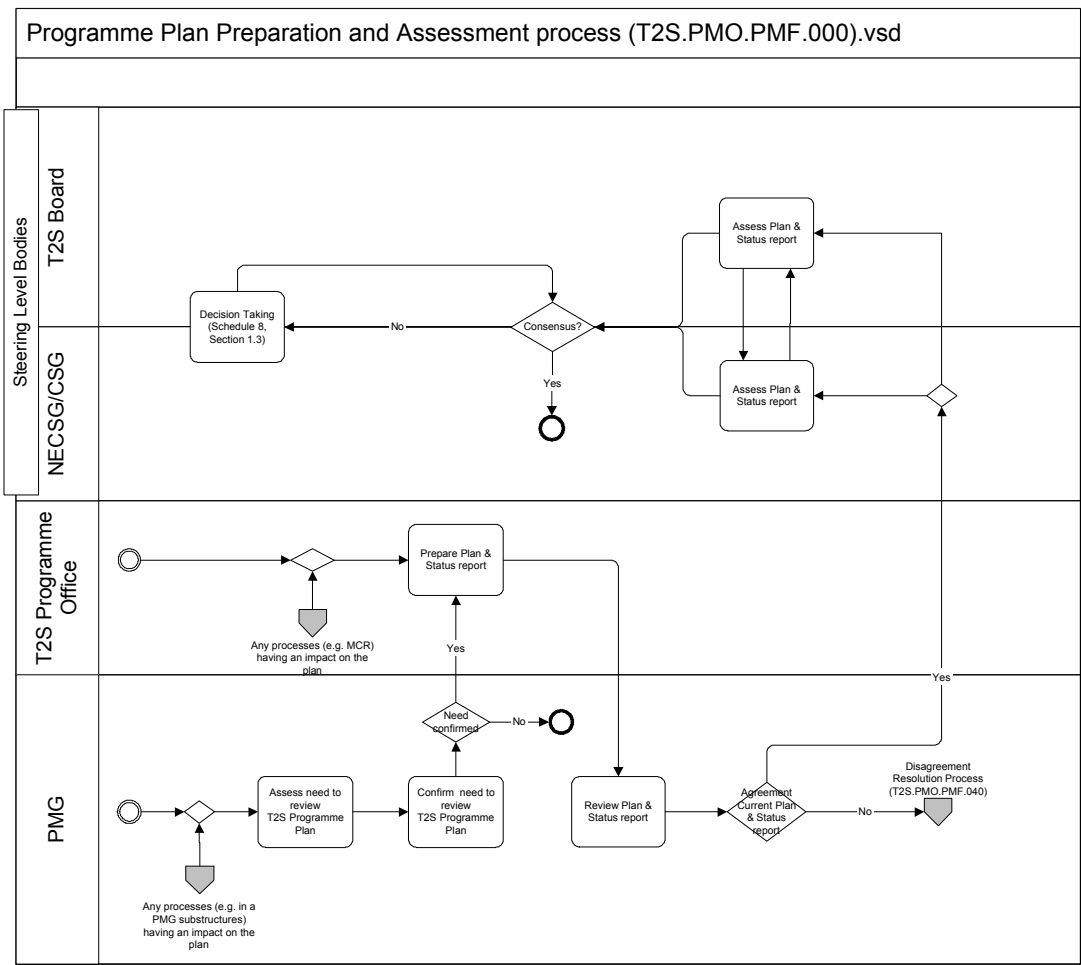 Programme Plan Preparation and Assessment process (T2S.PMO.PMF.000).vsd
Steering Level Bodies
T2S Board
Assess Plan &
Status report
Decision Taking
(Schedule 8,
Section 1.3)
No
Consensus?
Yes
NECSG/CSG
Assess Plan &
Status report
T2S Programme
Office
Prepare Plan &
Status report
Any processes (e.g. MCR)
having an impact on the
plan
Yes
Yes
PMG
Need
confirmed
No
Assess need to
review
T2S Programme
Plan
Confirm need to
review
T2S Programme
Plan
Review Plan &
Status report
Agreement
Current Plan
& Status
report
No
Disagreement
Resolution Process
(T2S.PMO.PMF.040)
Any processes (e.g. in a
PMG substructures)
having an impact on the
plan